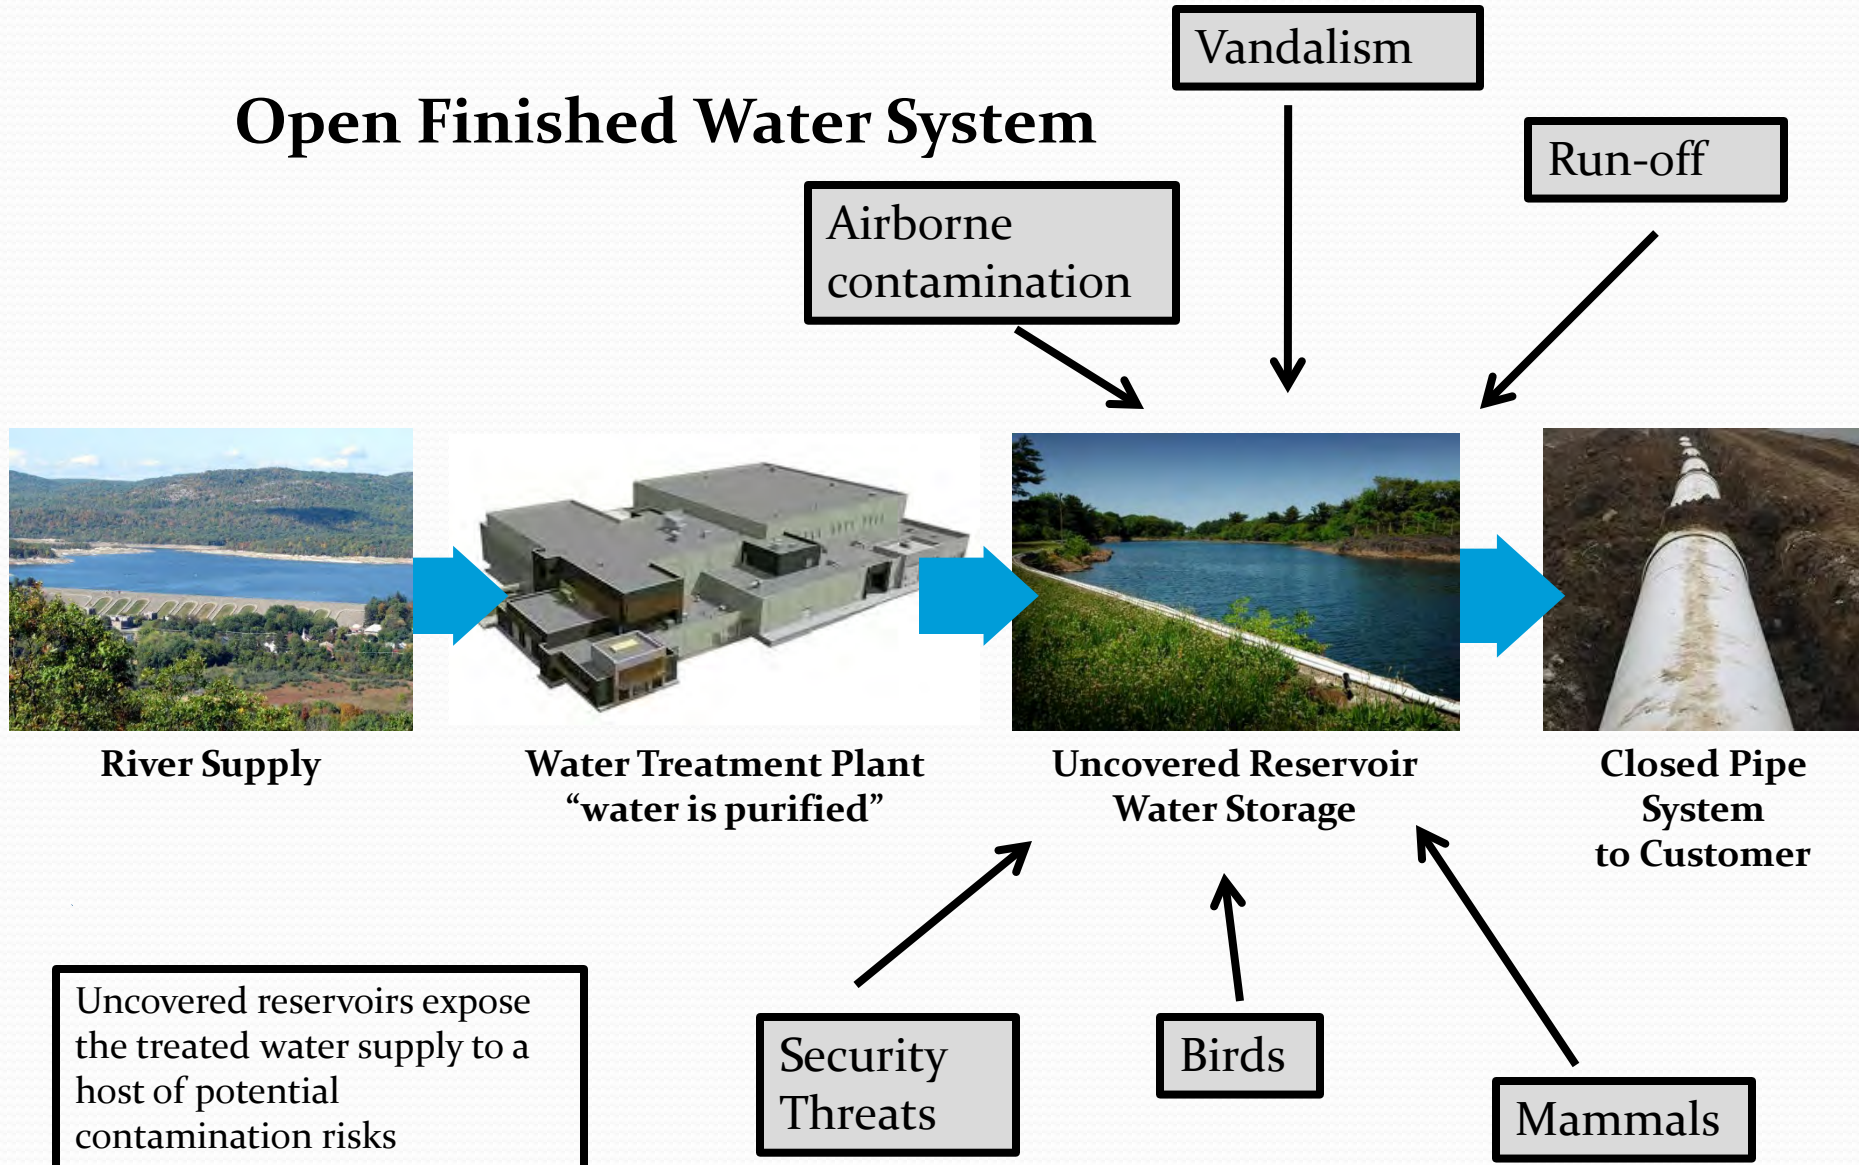 Vandalism
Open Finished Water System
Run-off
Airborne
contamination
River Supply
Water Treatment Plant
“water is purified”
Uncovered Reservoir
Water Storage
Closed Pipe
System
to Customer
Uncovered reservoirs expose
the treated water supply to a
host of potential
contamination risks
Security
Threats
Birds
Mammals